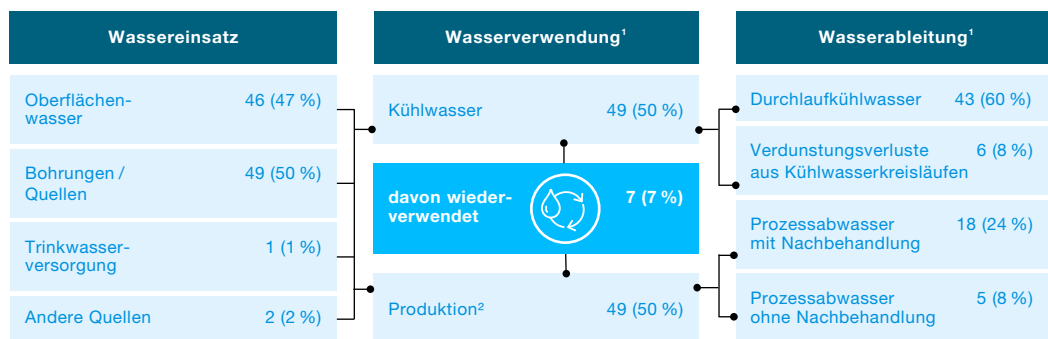 Wassereinsatz
Oberflächen-
wasser
46 (47 %)
Bohrungen /
Quellen
49 (50 %)
Trinkwasser-
versorgung
1 (1 %)
Andere Quellen
2 (2 %)
Wasserverwendung¹
Kühlwasser
49 (50 %)
davon wieder-
verwendet
7 (7 %)
Produktion²
49 (50 %)
Wasserableitung¹
Durchlaufkühlwasser
43 (60 %)
Verdunstungsverluste
aus Kühlwasserkreisläufen
6 (8 %)
Prozessabwasser
mit Nachbehandlung
18 (24 %)
Prozessabwasser
ohne Nachbehandlung
5 (8 %)